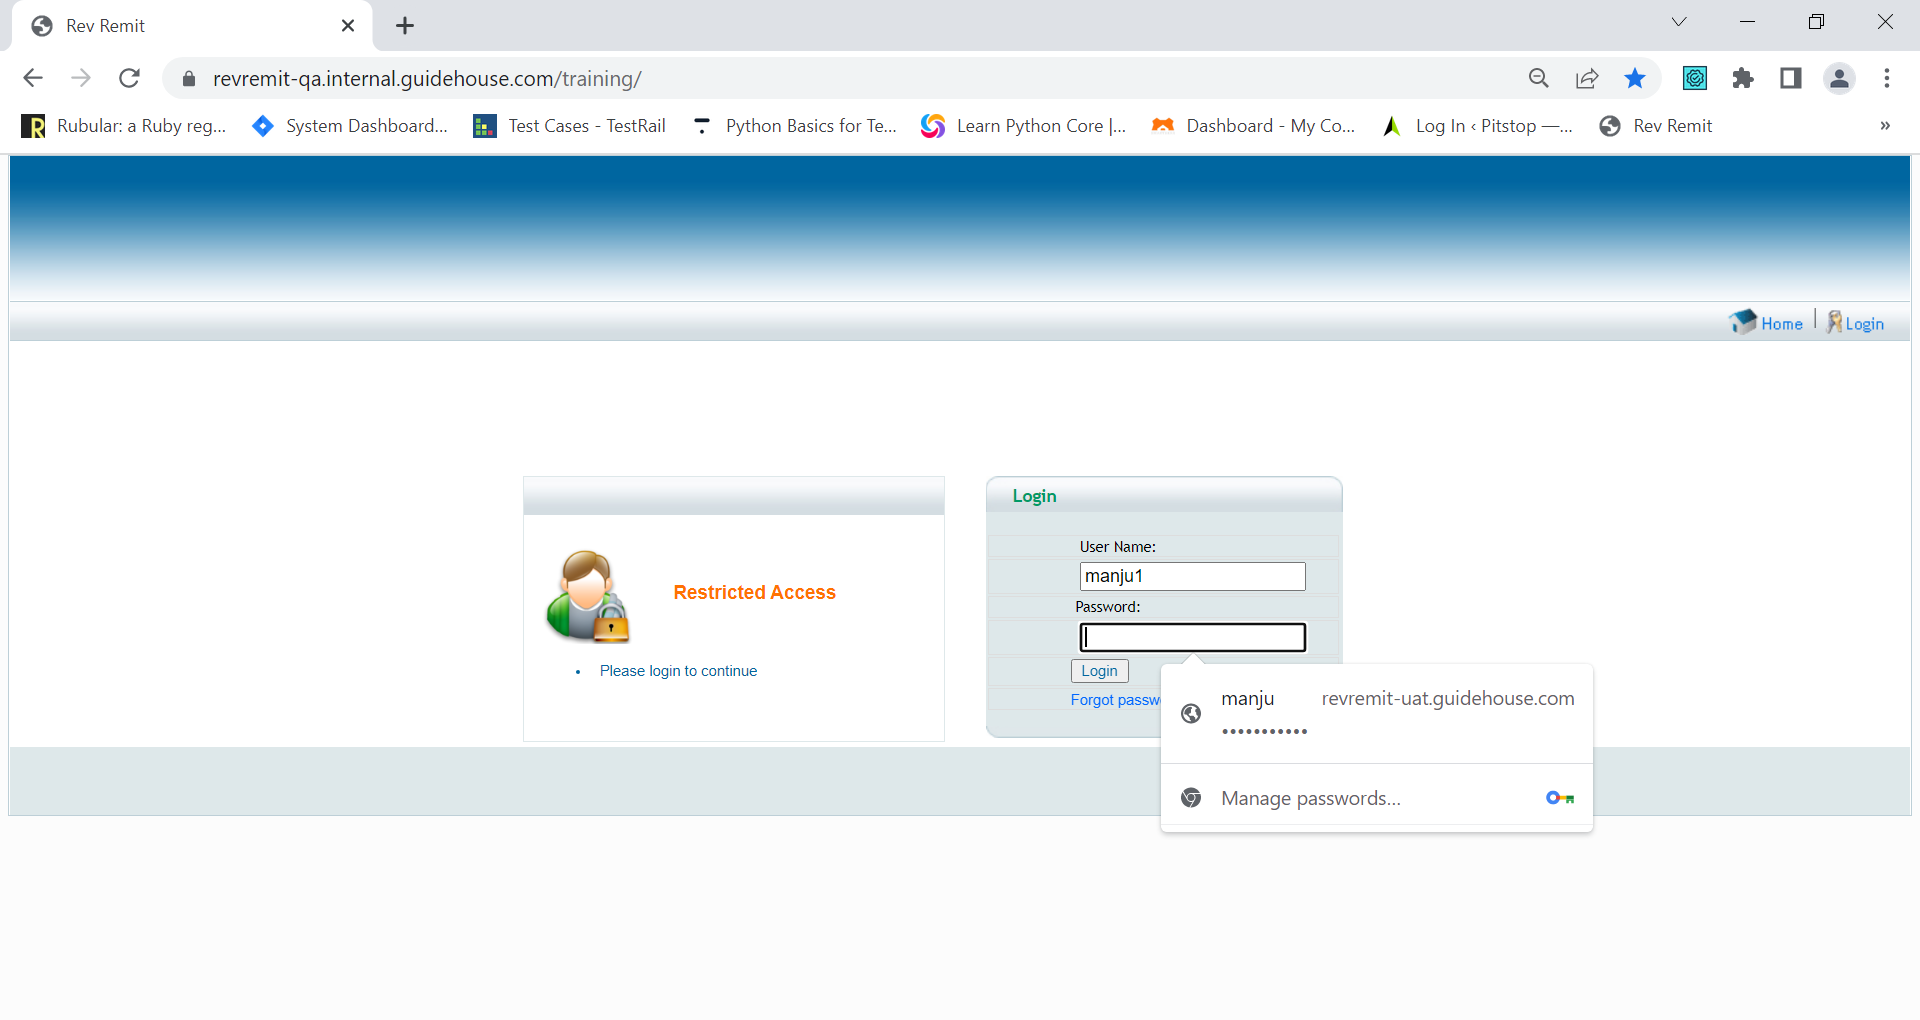 Rev Remit
revremit-qa.internal.guidehouse.com/training/
Rubular: a Ruby reg... System Dashboard... Test Cases - TestRail Python Basics for Te... Learn Python Core |... Dashboard - My Co... Log In ‹ Pitstop —... Rev Remit »
Home | Login
Login
User Name:
manju1
Restricted Access
Password:
Please login to continue
Login
Forgot passw
manju revremit-uat.guidehouse.com
•••••••••••
Manage passwords...